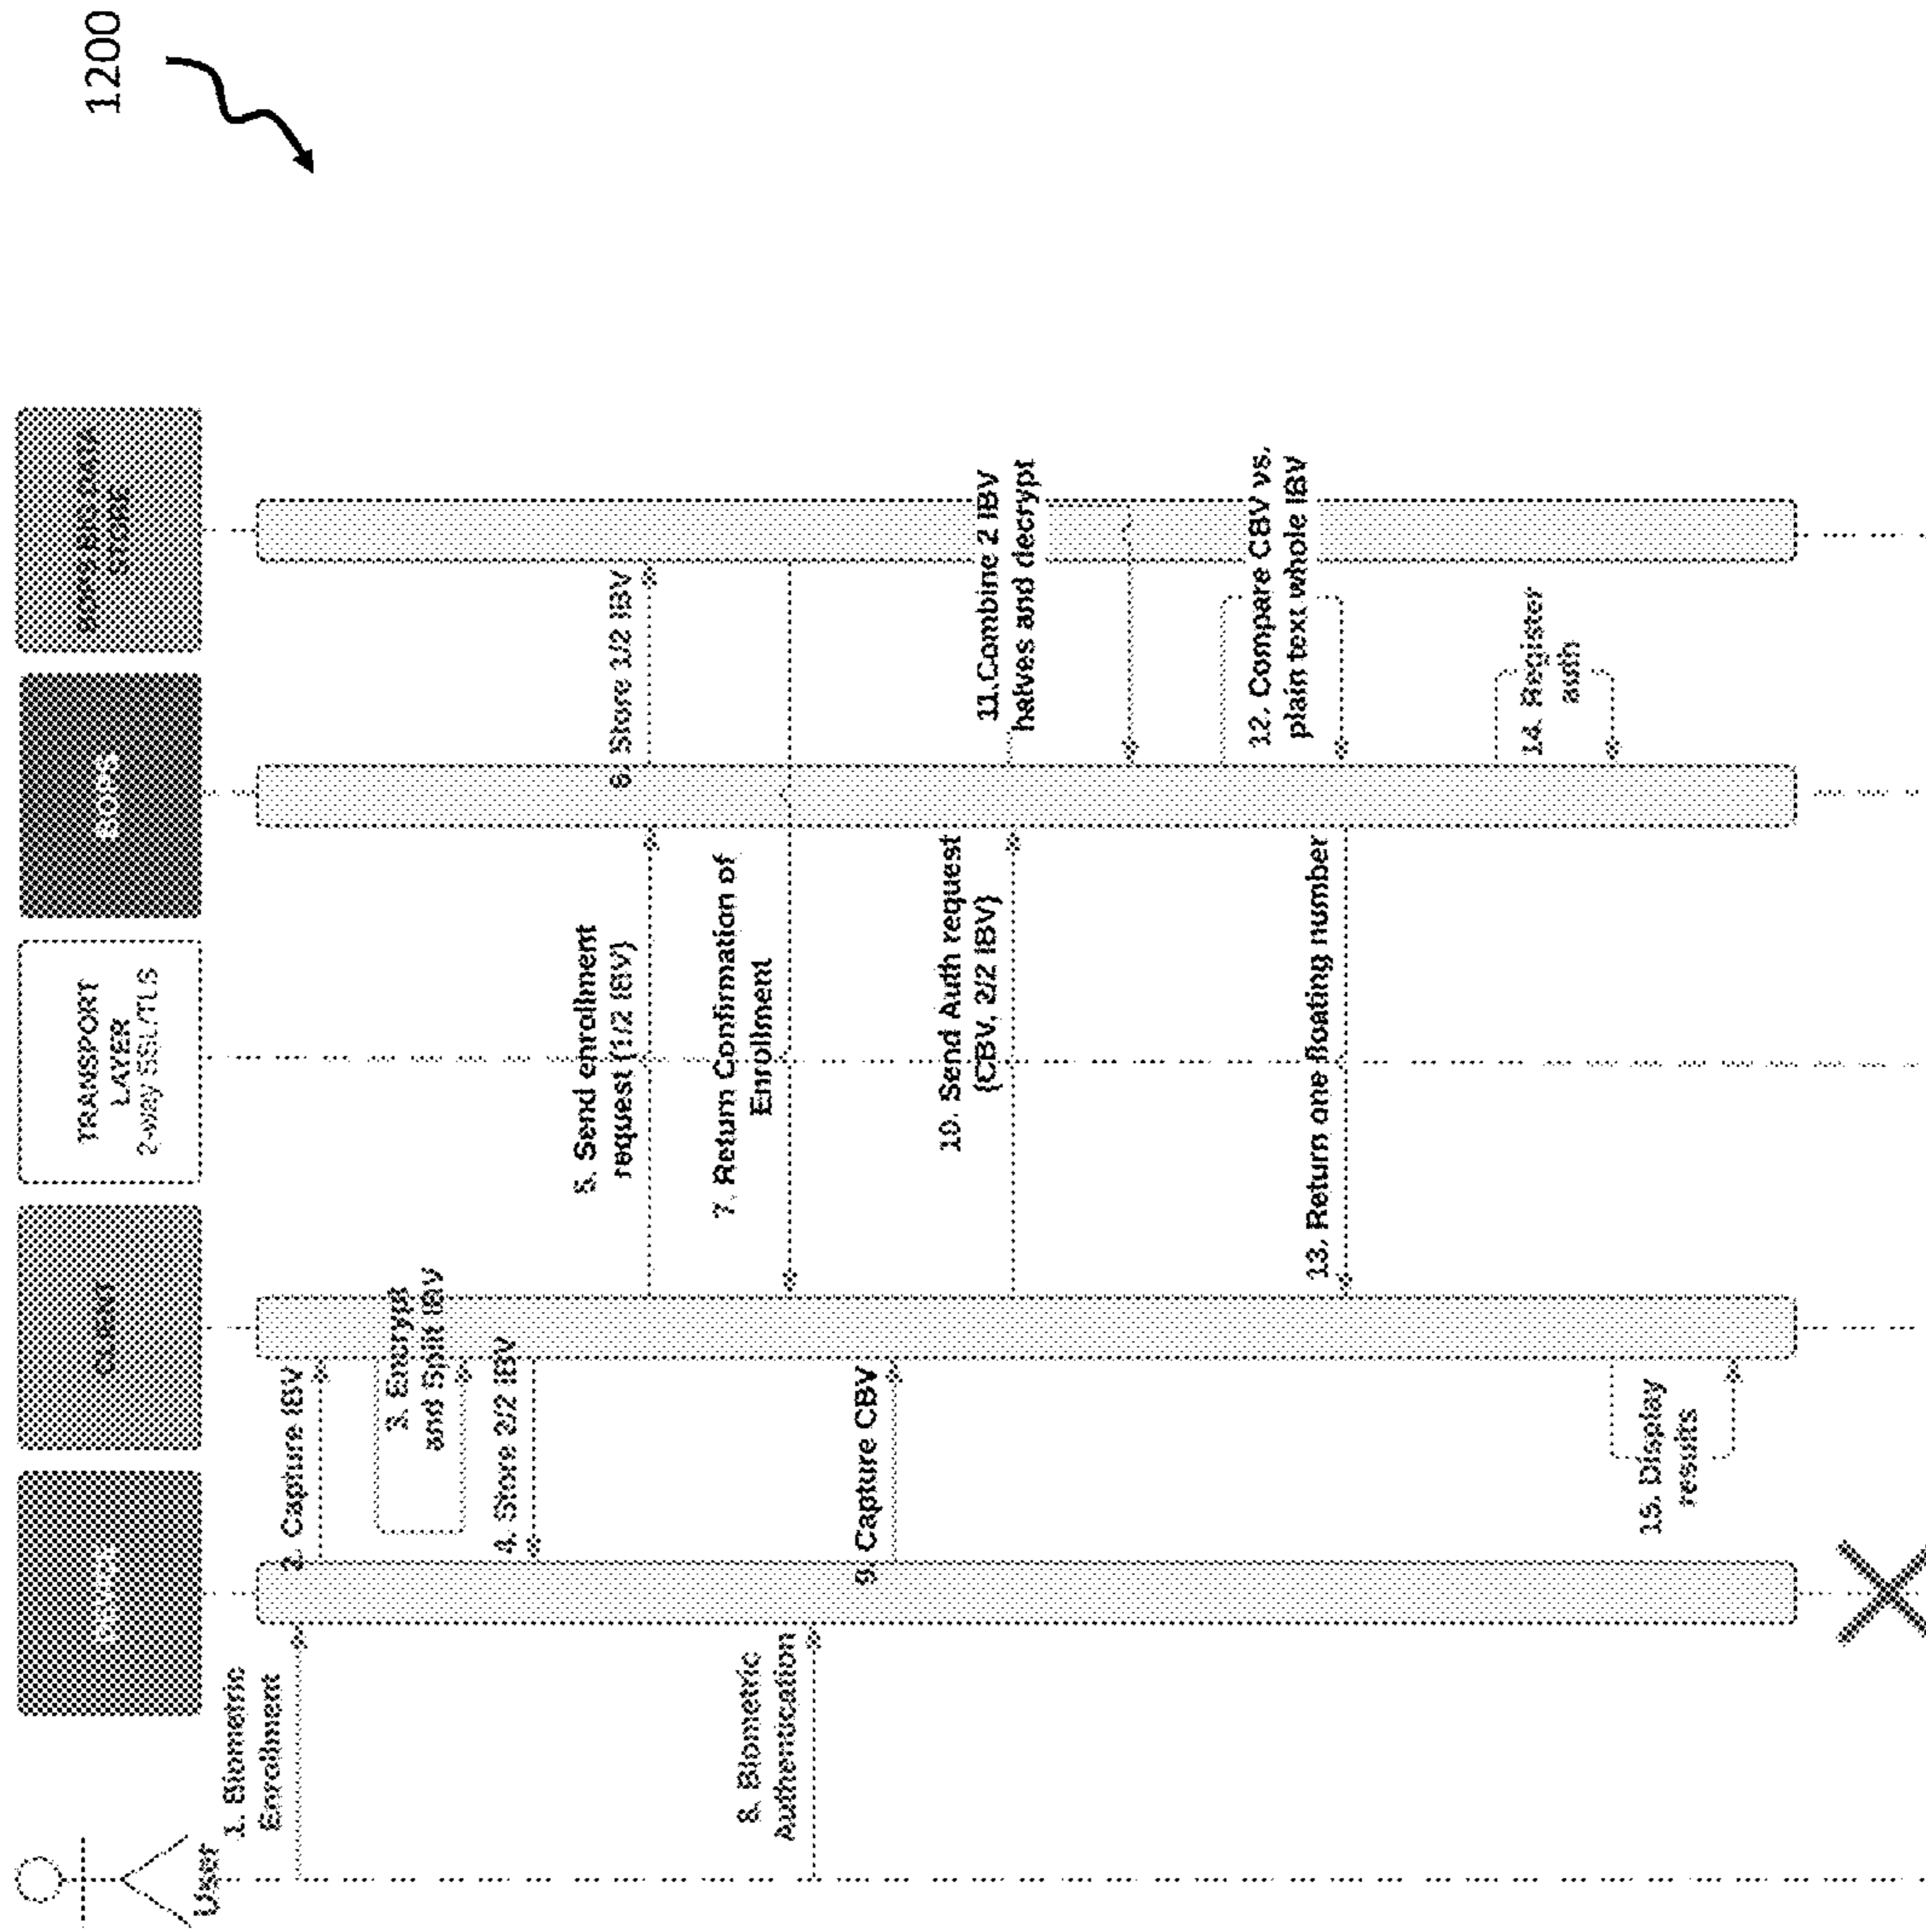 1200
User
CLIENT
TRANSPORT
LAYER
2-way SSL/TLS
BOPS
STORE
1. Biometric
Enrollment
2. Capture IBV
3. Encrypt
and Split IBV
4. Store 2/2 IBV
5. Send enrollment
request {1/2 IBV}
6. Store 1/2 IBV
7. Return Confirmation of
Enrollment
8. Biometric
Authentication
9. Capture CBV
10. Send Auth request
{CBV, 2/2 IBV}
11.Combine 2 IBV
halves and decrypt
12. Compare CBV vs.
plain text whole IBV
13. Return one floating number
14. Register
auth
15. Display
results